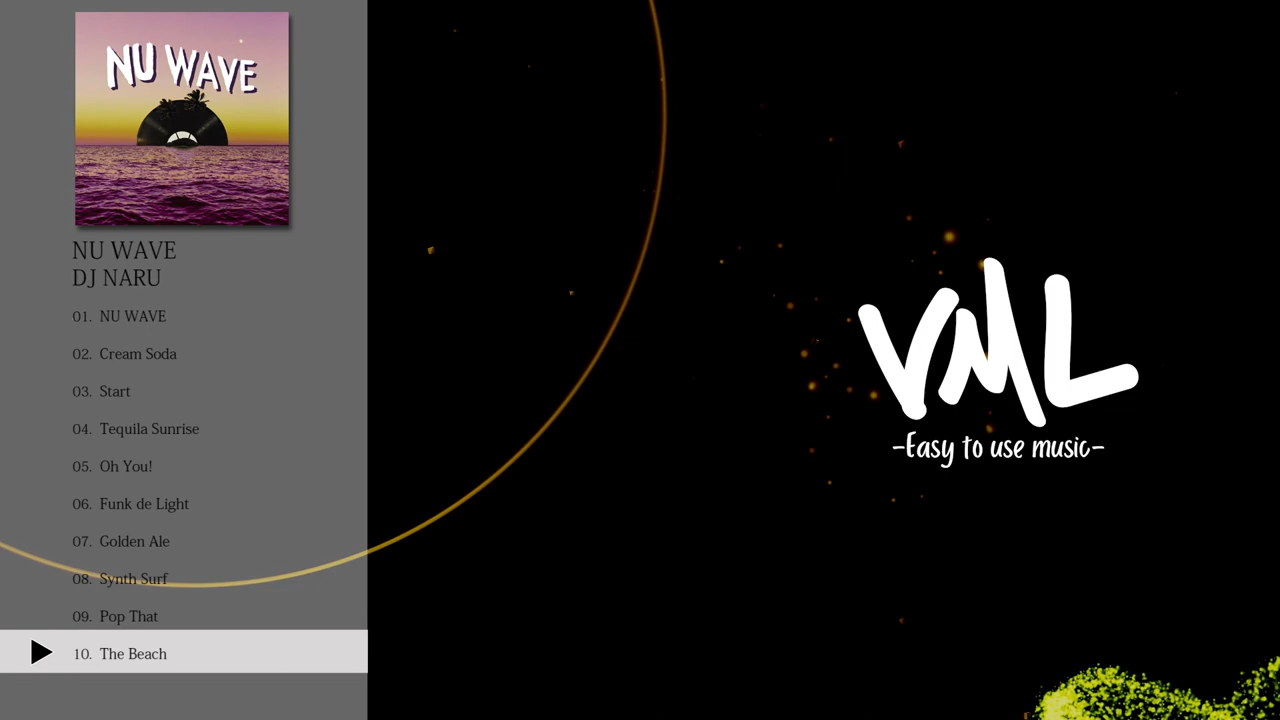 NU WAVE
NU WAVE
DJ NARU
01. NU WAVE
02. Cream Soda
03. Start
04. Tequila Sunrise
05. Oh You!
06. Funk de Light
07. Golden Ale
08. Synth Surf
09. Pop That
10. The Beach
VML
-Easy to use music-